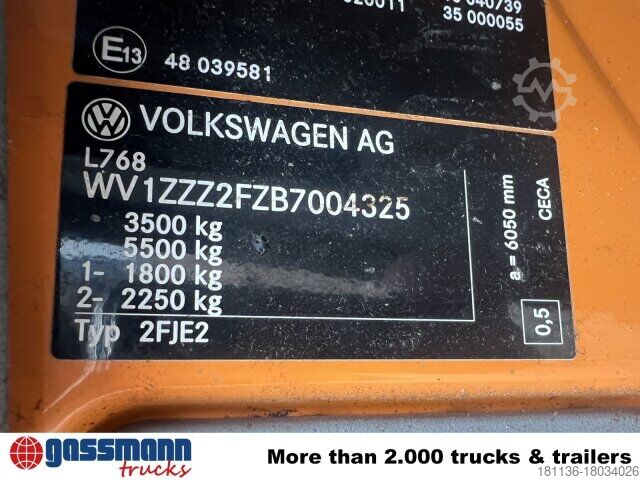 35 000055
E13 48 039581
VOLKSWAGEN AG
L768
WV1ZZZ2FZB7004325
3500 kg
5500 kg
1- 1800 kg
2- 2250 kg
Typ 2FJE2
a = 6050 mm
CECA
0,5
gassmann
trucks
More than 2.000 trucks & trailers
181136-18034026